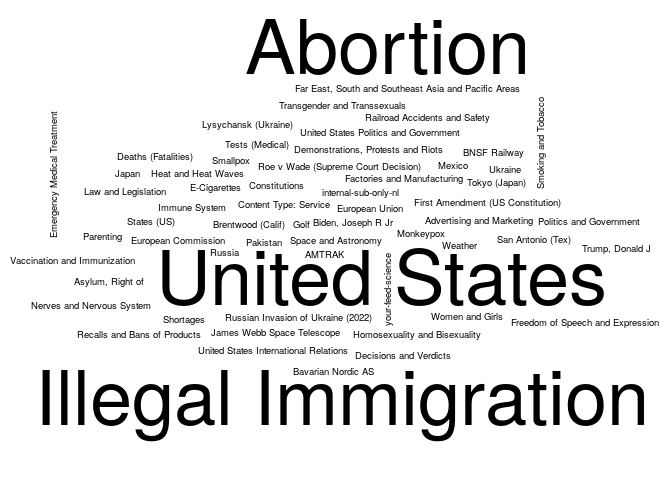 Abortion
Far East, South and Southeast Asia and Pacific Areas
Transgender and Transsexuals
Smoking and Tobacco
Emergency Medical Treatment
Railroad Accidents and Safety
Lysychansk (Ukraine)
United States Politics and Government
Tests (Medical)
Demonstrations, Protests and Riots
BNSF Railway
Deaths (Fatalities)
Smallpox
Roe v Wade (Supreme Court Decision)
Mexico
Ukraine
Japan
Heat and Heat Waves
Factories and Manufacturing
Tokyo (Japan)
Law and Legislation
E-Cigarettes
Constitutions
internal-sub-only-nl
Immune System
Content Type: Service
European Union
First Amendment (US Constitution)
States (US)
Brentwood (Calif)
Golf
Biden, Joseph R Jr
Advertising and Marketing
Politics and Government
Parenting
European Commission
Pakistan
Space and Astronomy
Monkeypox
Weather
San Antonio (Tex)
Trump, Donald J
Russia
AMTRAK
Vaccination and Immunization
United States
your-feed-science
Asylum, Right of
Nerves and Nervous System
Shortages
Russian Invasion of Ukraine (2022)
Women and Girls
Freedom of Speech and Expression
Recalls and Bans of Products
James Webb Space Telescope
Homosexuality and Bisexuality
United States International Relations
Decisions and Verdicts
Bavarian Nordic AS
Illegal Immigration